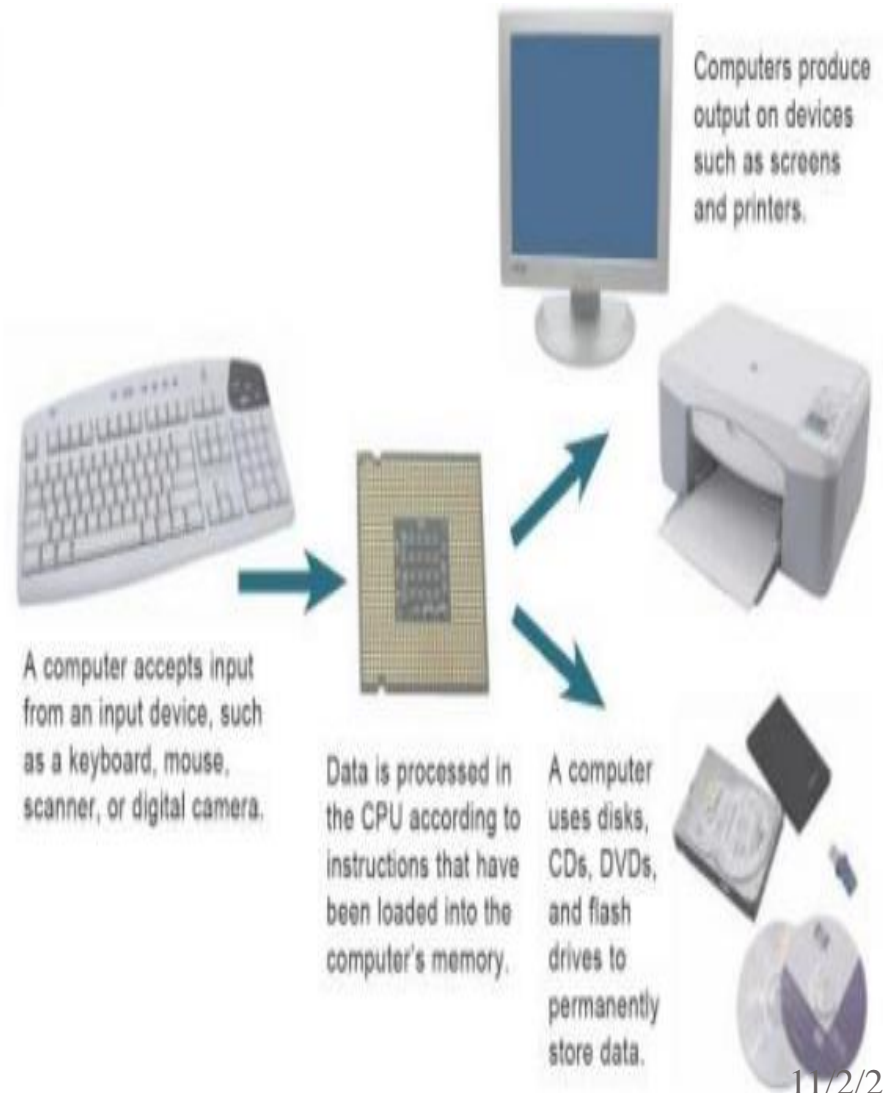 Computers produce
output on devices
such as screens
and printers.
A computer accepts input
from an input device, such
as a keyboard, mouse,
scanner, or digital camera.
Data is processed in
the CPU according to
instructions that have
been loaded into the
computer's memory.
A computer
uses disks,
CDs, DVDs,
and flash
drives to
permanently
store data.
11/2/2